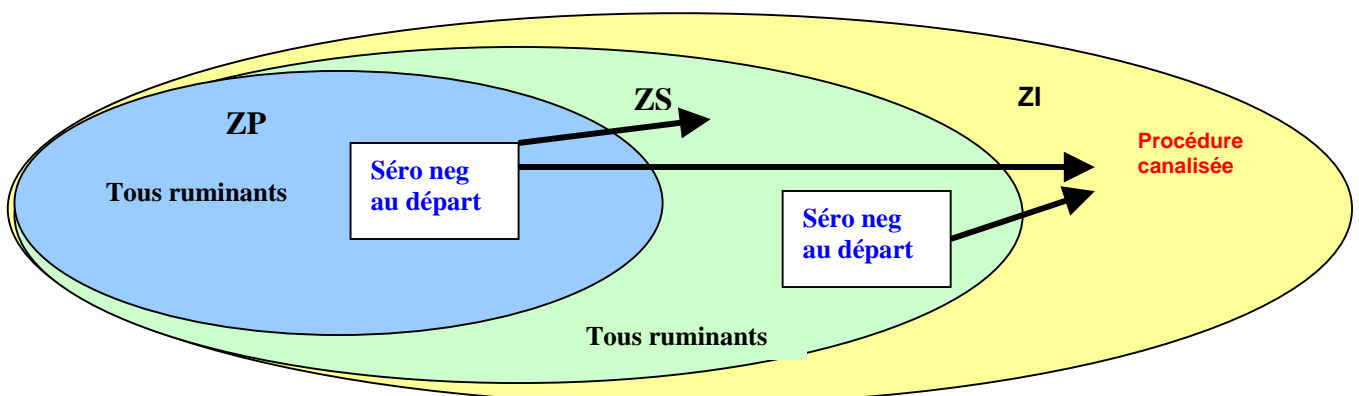 ZP
ZS
ZI
Procédure
canalisée
Tous ruminants
Séro neg
au départ
Séro neg
au départ
Tous ruminants